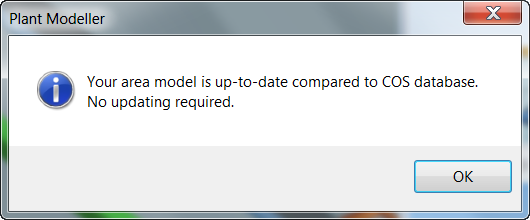 Plant Modeller
Your area model is up-to-date compared to COS database.
No updating required.
OK